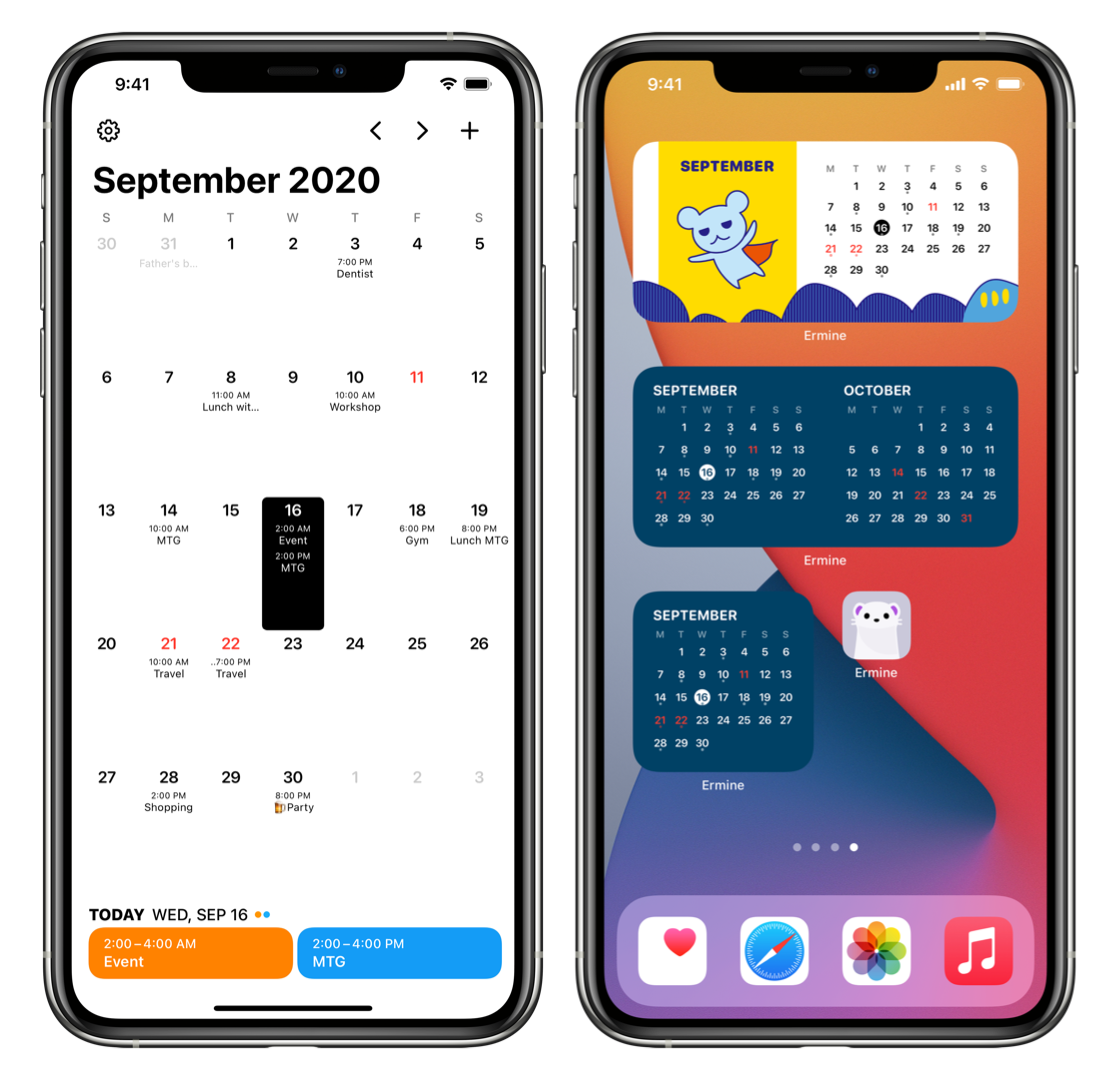 9:41
September 2020
S M T W T F S
30 31 1 2 3 4 5
Father's b...
7:00 PM
Dentist
6 7 8 9 10 11 12
11:00 AM 10:00 AM
Lunch wit... Workshop
13 14 15 16 17 18 19
10:00 AM 2:00 AM 6:00 PM 8:00 PM
MTG Event Gym Lunch MTG
2:00 PM
MTG
20 21 22 23 24 25 26
10:00 AM ..7:00 PM
Travel Travel
27 28 29 30 1 2 3
2:00 PM 8:00 PM
Shopping 🍺Party
TODAY WED, SEP 16
2:00–4:00 AM 2:00–4:00 PM
Event MTG
9:41
SEPTEMBER
M T W T F S S
1 2 3 4 5 6
7 8 9 10 11 12 13
14 15 16 17 18 19 20
21 22 23 24 25 26 27
28 29 30
Ermine
SEPTEMBER
M T W T F S S
1 2 3 4 5 6
7 8 9 10 11 12 13
14 15 16 17 18 19 20
21 22 23 24 25 26 27
28 29 30
OCTOBER
M T W T F S S
1 2 3 4
5 6 7 8 9 10 11
12 13 14 15 16 17 18
19 20 21 22 23 24 25
26 27 28 29 30 31
Ermine
SEPTEMBER
M T W T F S S
1 2 3 4 5 6
7 8 9 10 11 12 13
14 15 16 17 18 19 20
21 22 23 24 25 26 27
28 29 30
Ermine
Ermine